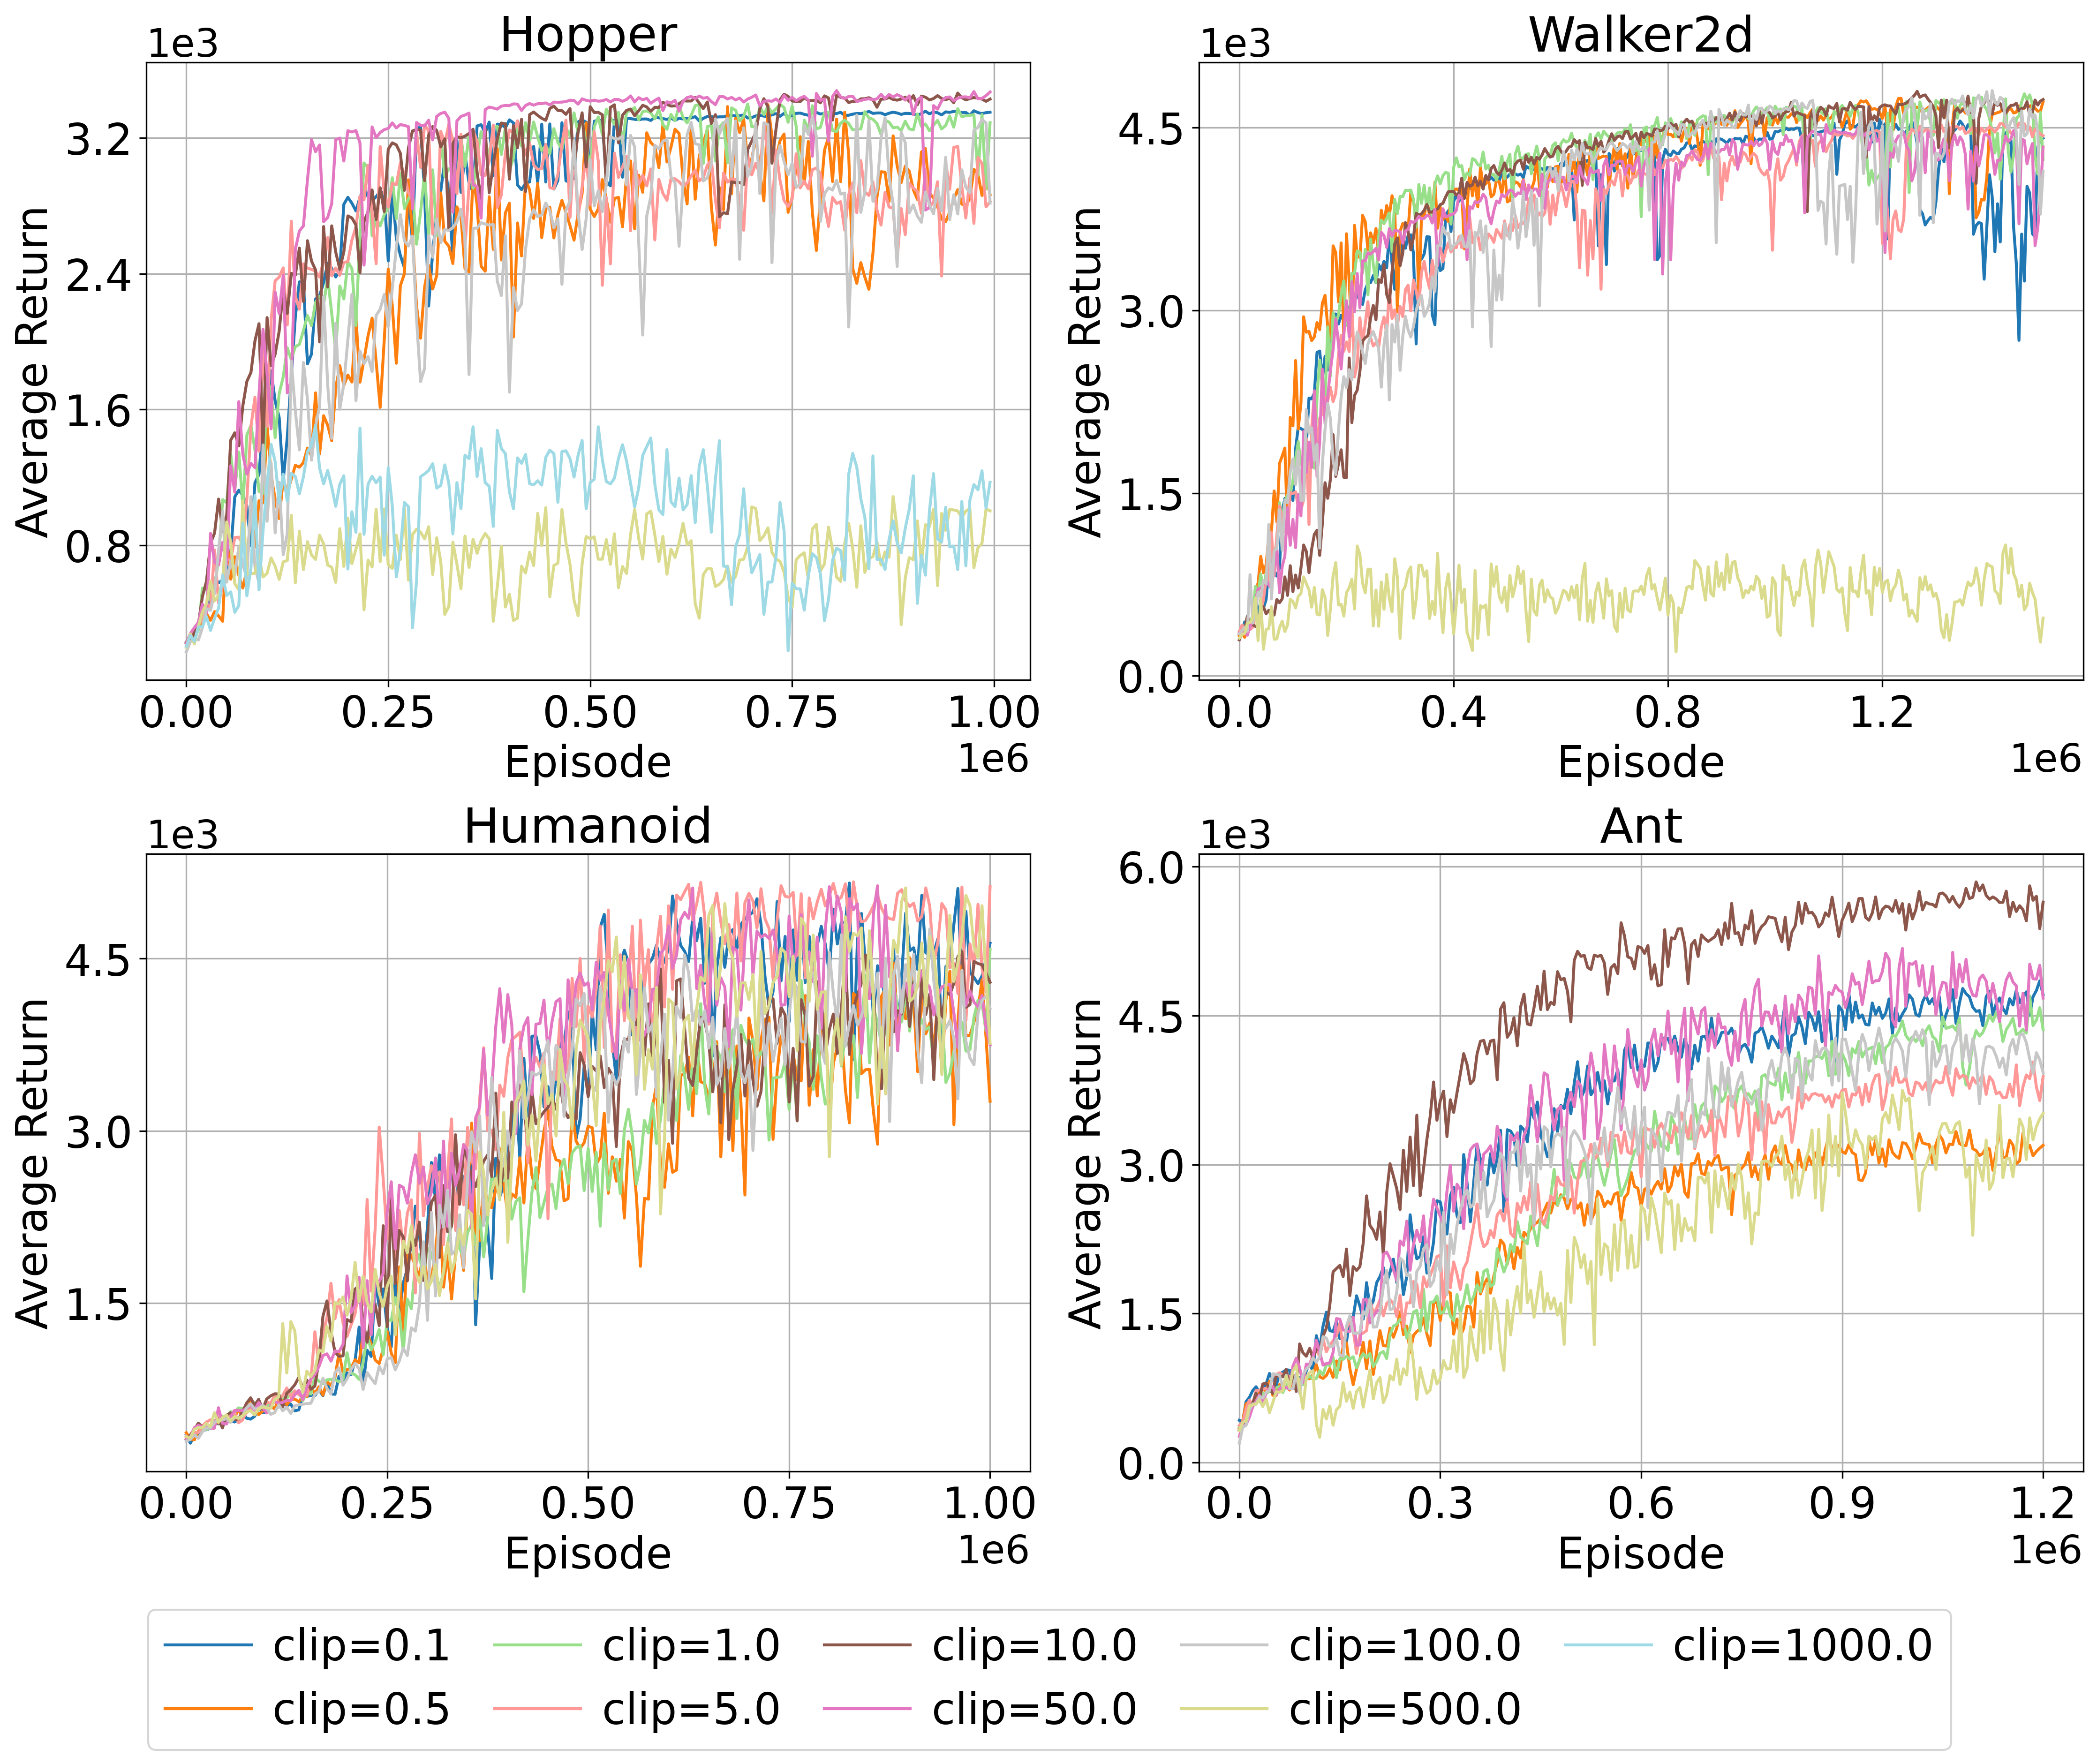 Hopper
1e3
Average Return
3.2
2.4
1.6
0.8
0.00 0.25 0.50 0.75 1.00
Episode
1e6
Walker2d
1e3
Average Return
4.5
3.0
1.5
0.0
0.0 0.4 0.8 1.2
Episode
1e6
Humanoid
1e3
Average Return
4.5
3.0
1.5
0.00 0.25 0.50 0.75 1.00
Episode
1e6
Ant
1e3
Average Return
6.0
4.5
3.0
1.5
0.0
0.0 0.3 0.6 0.9 1.2
Episode
1e6
clip=0.1 clip=1.0 clip=10.0 clip=100.0 clip=1000.0
clip=0.5 clip=5.0 clip=50.0 clip=500.0